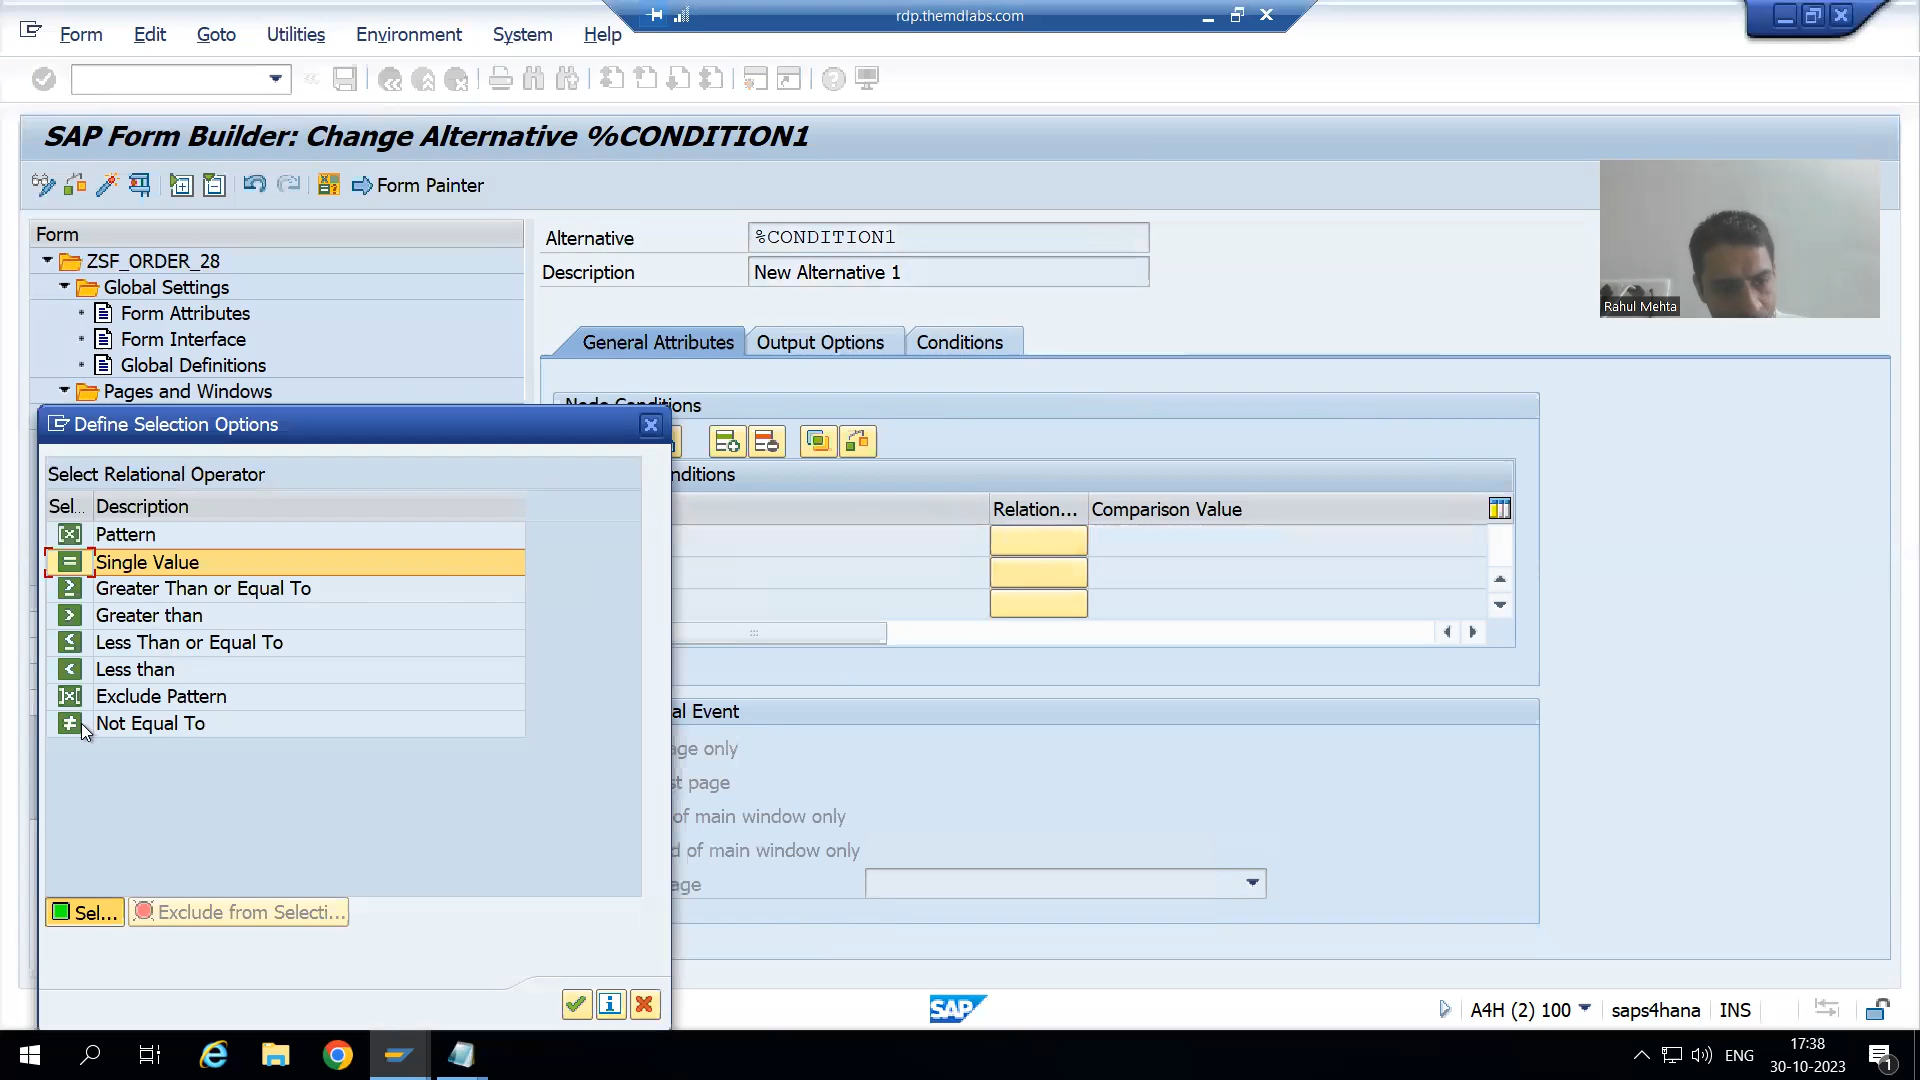 rdp.themdlabs.com
Form Edit Goto Utilities Environment System Help
SAP Form Builder: Change Alternative %CONDITION1
Form Painter
Form
ZSF_ORDER_28
Global Settings
Form Attributes
Form Interface
Global Definitions
Pages and Windows
Alternative %CONDITION1
Description New Alternative 1
General Attributes Output Options Conditions
Rahul Mehta
Node Conditions
nditions
Relation... Comparison Value
Define Selection Options
Select Relational Operator
Sel... Description
Pattern
Single Value
Greater Than or Equal To
Greater than
Less Than or Equal To
Less than
Exclude Pattern
Not Equal To
Sel... Exclude from Selecti...
al Event
age only
st page
of main window only
d of main window only
age
SAP
A4H (2) 100 saps4hana INS
ENG
17:38
30-10-2023
1